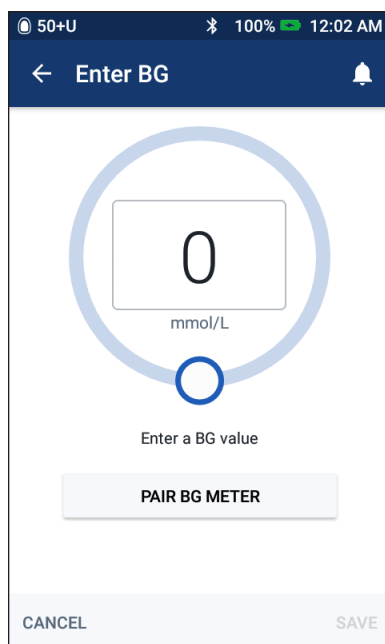 50+U 100% 12:02 AM
Enter BG
0
mmol/L
Enter a BG value
PAIR BG METER
CANCEL SAVE